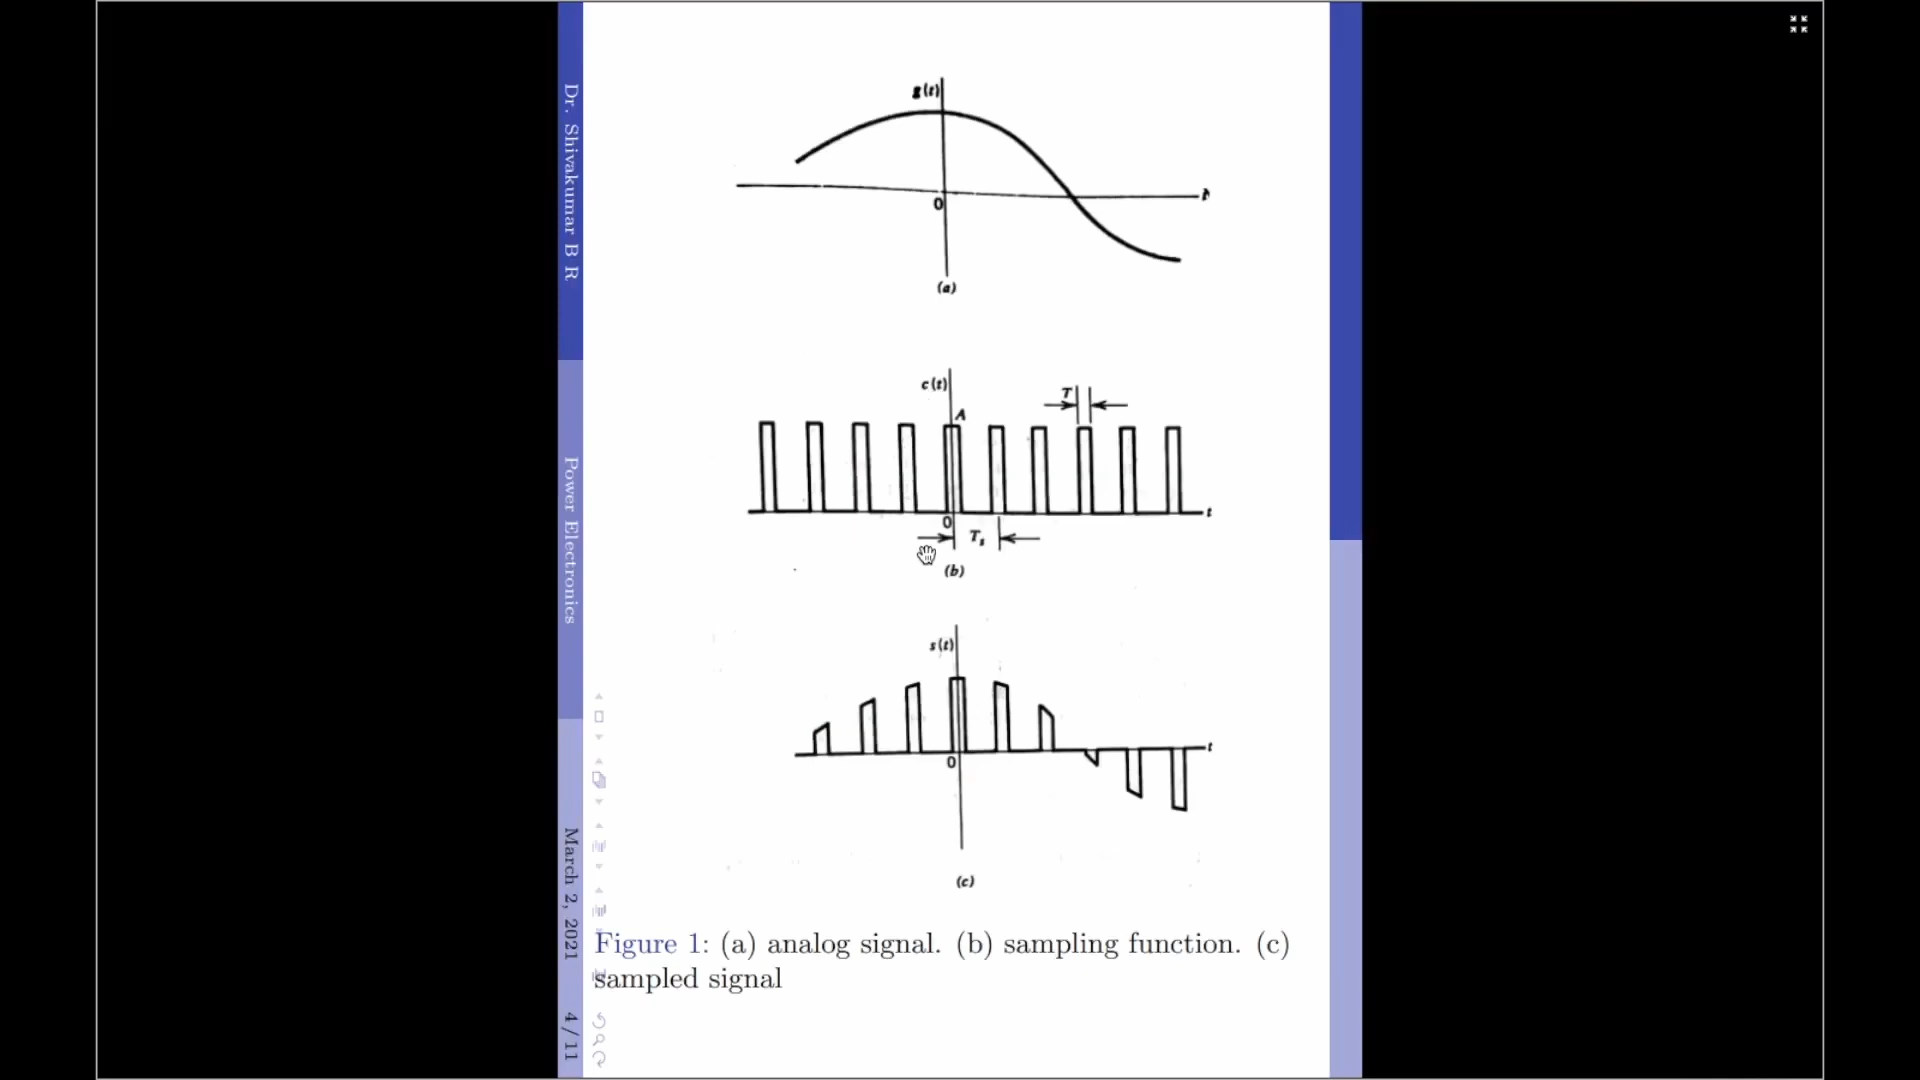 Dr. Shivakumar B R
Power Electronics
March 2, 2021
4/11
g(t)
0
t
(a)
c(t)
A
T
0
t
T_s
(b)
s(t)
0
t
(c)
Figure 1: (a) analog signal. (b) sampling function. (c)
sampled signal